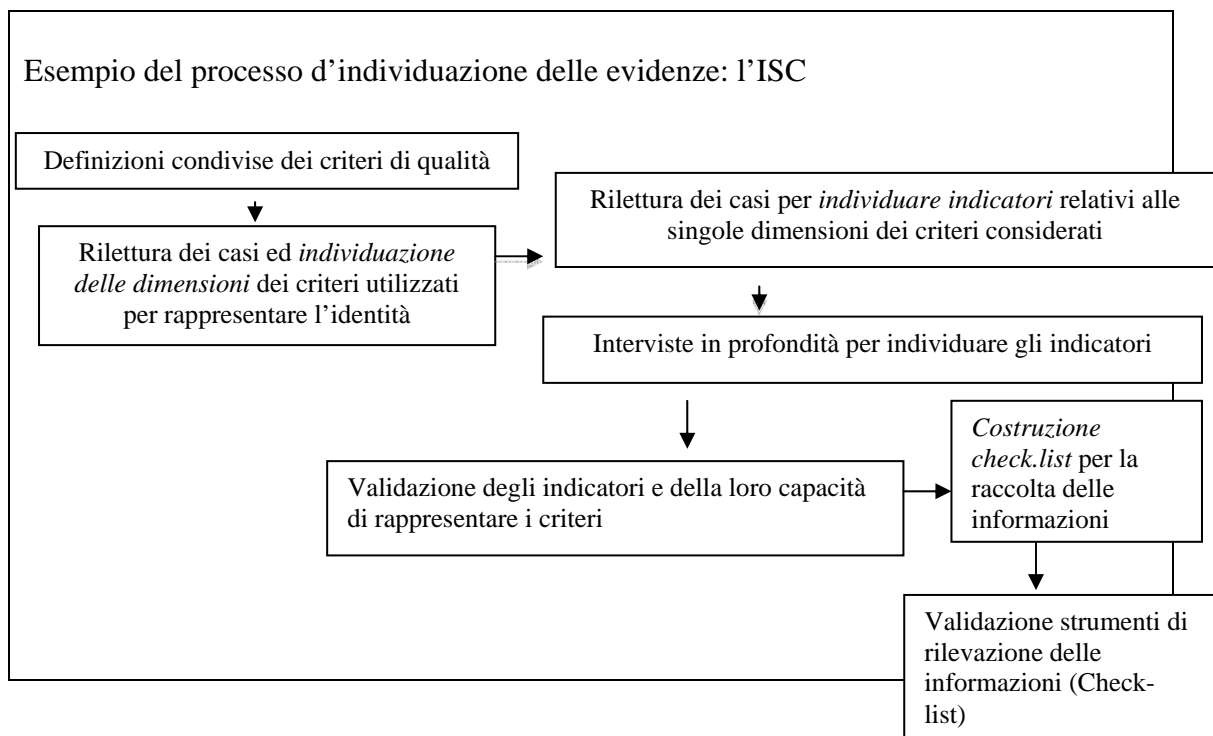 Esempio del processo d'individuazione delle evidenze: l'ISC
Definizioni condivise dei criteri di qualità
Rilettura dei casi ed individuazione
delle dimensioni dei criteri utilizzati
per rappresentare l'identità
Rilettura dei casi per individuare indicatori relativi alle
singole dimensioni dei criteri considerati
Interviste in profondità per individuare gli indicatori
Validazione degli indicatori e della loro capacità
di rappresentare i criteri
Costruzione
check.list per la
raccolta delle
informazioni
Validazione strumenti di
rilevazione delle
informazioni (Check-
list)